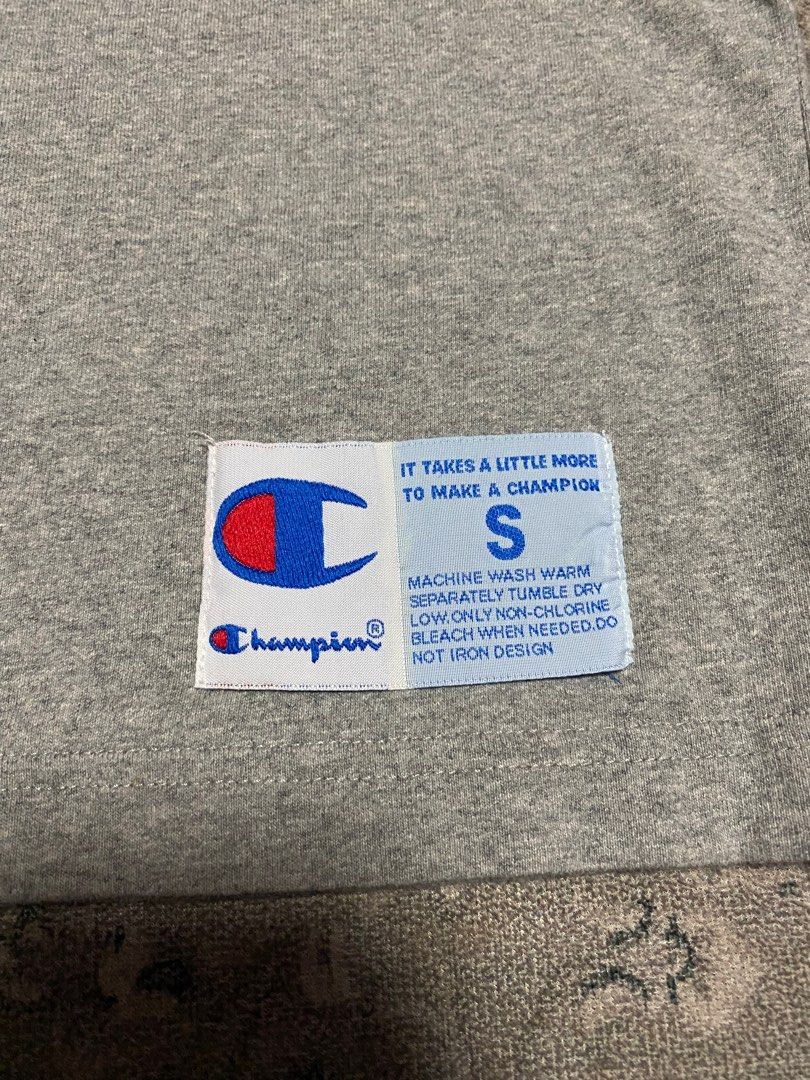 Champion®
IT TAKES A LITTLE MORE
TO MAKE A CHAMPION
S
MACHINE WASH WARM
SEPARATELY TUMBLE DRY
LOW.ONLY NON-CHLORINE
BLEACH WHEN NEEDED.DO
NOT IRON DESIGN